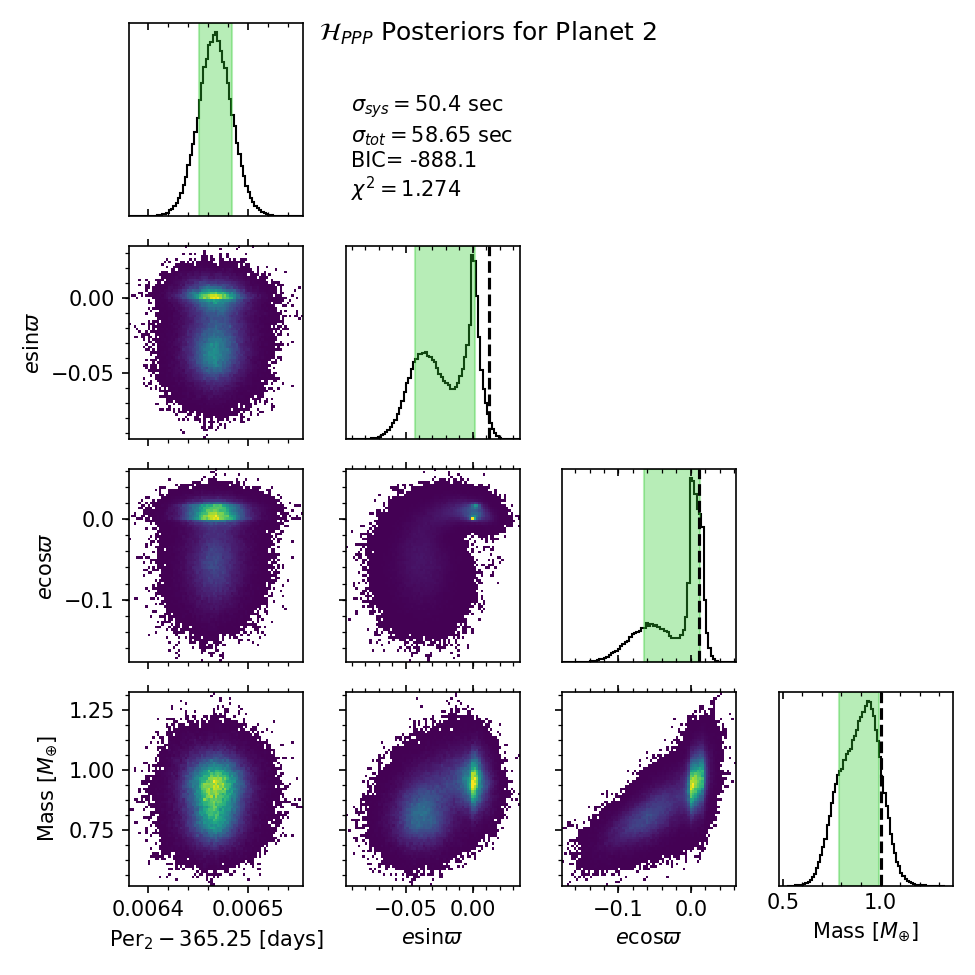 ℋ_PPP Posteriors for Planet 2
σ_sys = 50.4 sec
σ_tot = 58.65 sec
BIC= -888.1
χ² = 1.274
0.00
−0.05
esinϖ
0.0
−0.1
ecosϖ
1.25
1.00
0.75
Mass [M⊕]
0.0064 0.0065
−0.05 0.00
−0.1 0.0
0.5 1.0
Per₂ − 365.25 [days]
esinϖ
ecosϖ
Mass [M⊕]